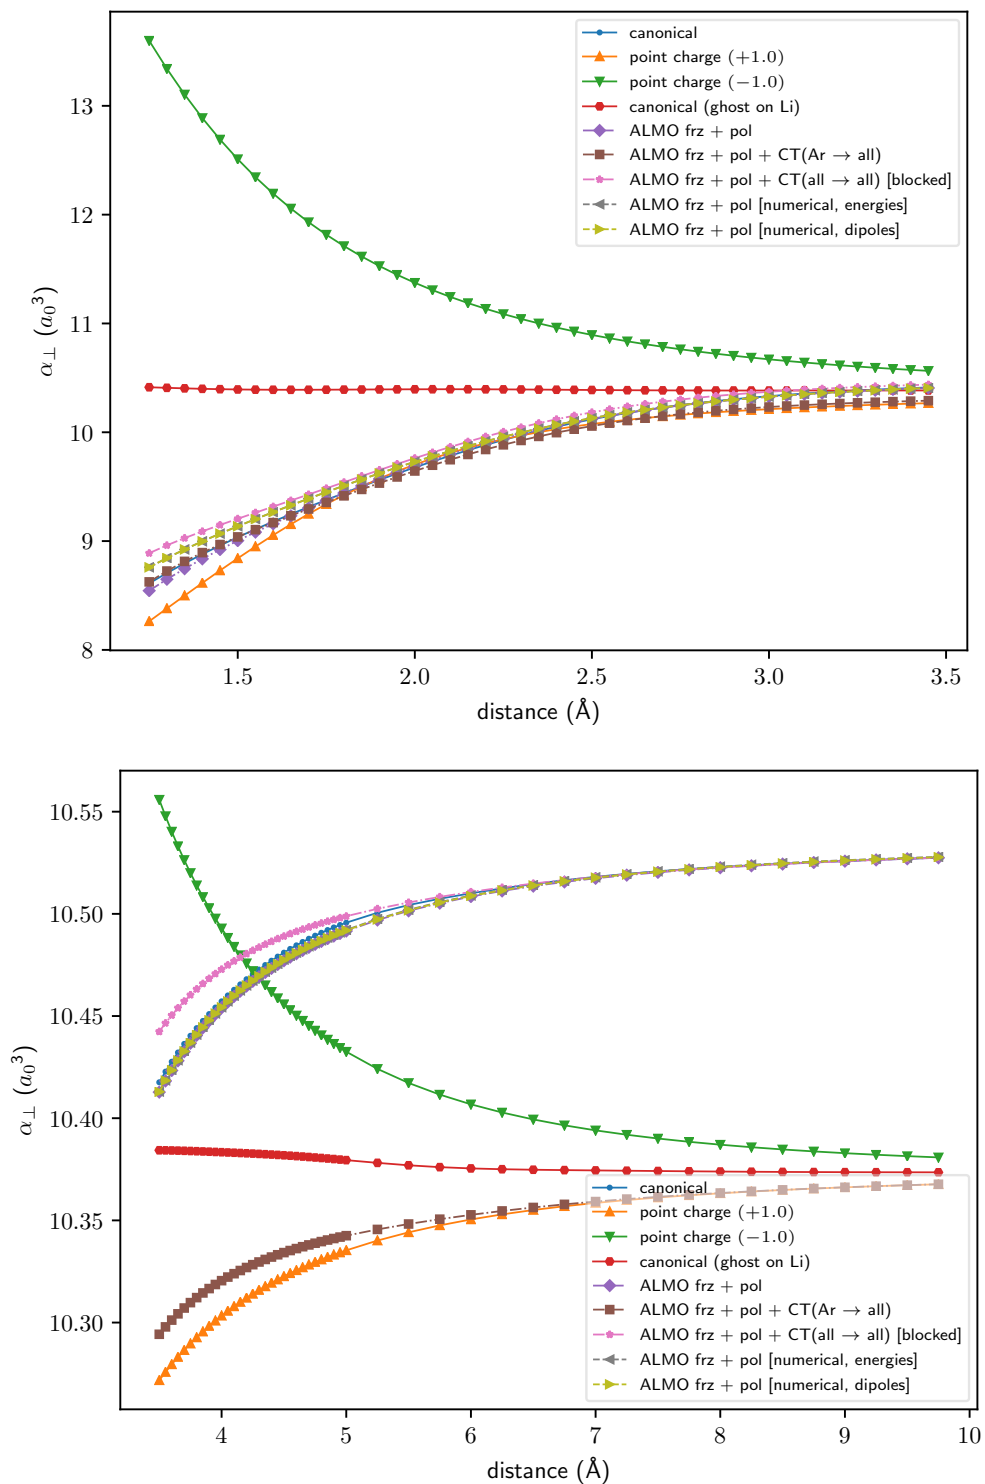 13
12
11
10
9
8
α⊥ (a₀³)
canonical
point charge (+1.0)
point charge (−1.0)
canonical (ghost on Li)
ALMO frz + pol
ALMO frz + pol + CT(Ar → all)
ALMO frz + pol + CT(all → all) [blocked]
ALMO frz + pol [numerical, energies]
ALMO frz + pol [numerical, dipoles]
1.5 2.0 2.5 3.0 3.5
distance (Å)
10.55
10.50
10.45
10.40
10.35
10.30
α⊥ (a₀³)
canonical
point charge (+1.0)
point charge (−1.0)
canonical (ghost on Li)
ALMO frz + pol
ALMO frz + pol + CT(Ar → all)
ALMO frz + pol + CT(all → all) [blocked]
ALMO frz + pol [numerical, energies]
ALMO frz + pol [numerical, dipoles]
4 5 6 7 8 9 10
distance (Å)